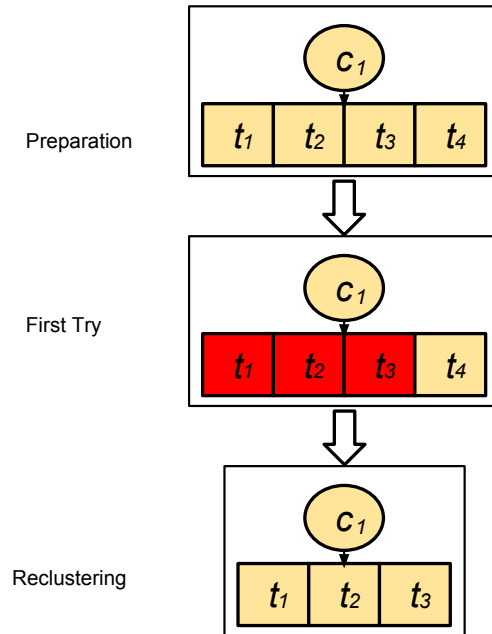 c1
Preparation
t1 t2 t3 t4
c1
First Try
t1 t2 t3 t4
c1
Reclustering
t1 t2 t3